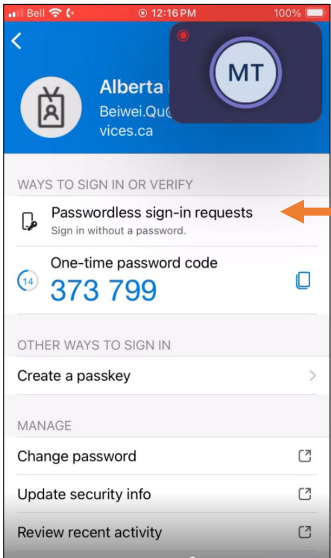 Bell 12:16 PM 100%
MT
Alberta
Beiwei.Qu
vices.ca
WAYS TO SIGN IN OR VERIFY
Passwordless sign-in requests
Sign in without a password.
One-time password code
14
373 799
OTHER WAYS TO SIGN IN
Create a passkey
MANAGE
Change password
Update security info
Review recent activity